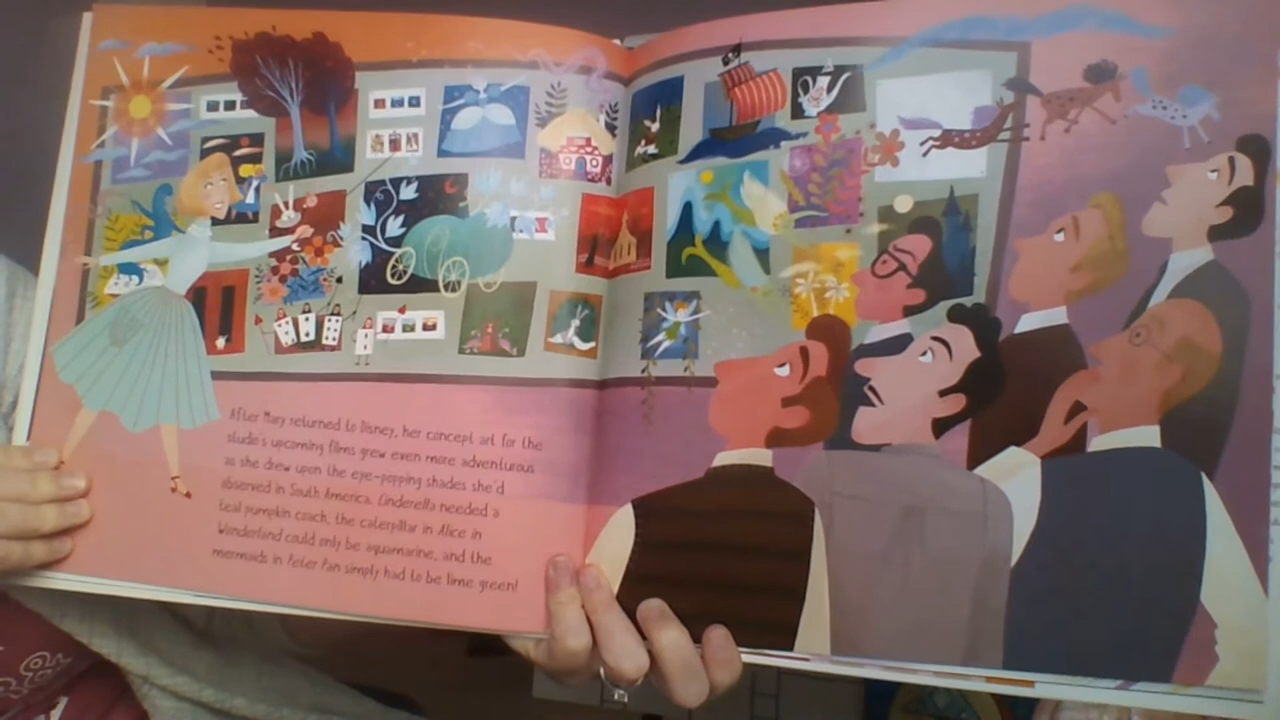 After Mary returned to Disney, her concept art for the
studio's upcoming films grew even more adventurous
as she drew upon the eye-popping shades she'd
observed in South America. Cinderella needed a
teal pumpkin coach, the caterpillar in Alice in
Wonderland could only be aquamarine, and the
mermaids in Peter Pan simply had to be lime green!